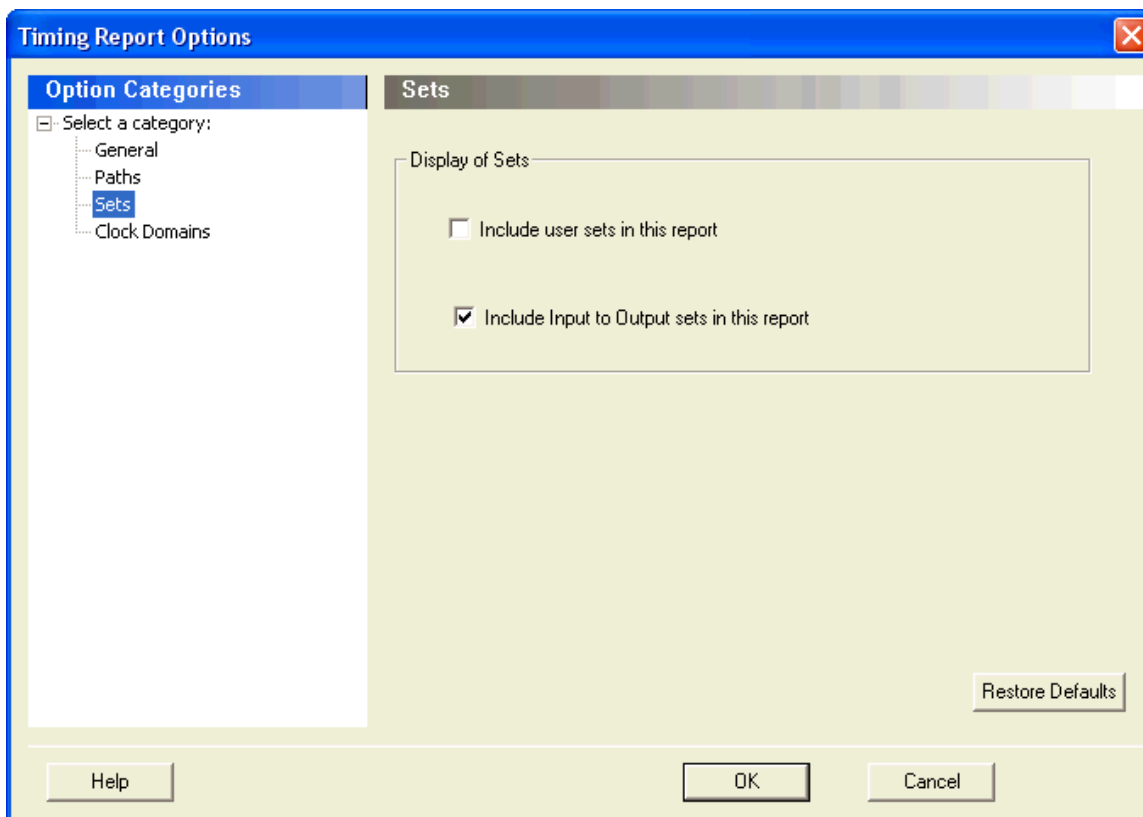 Timing Report Options
Option Categories
Select a category:
General
Paths
Sets
Clock Domains
Sets
Display of Sets
Include user sets in this report
Include Input to Output sets in this report
Restore Defaults
Help
OK
Cancel